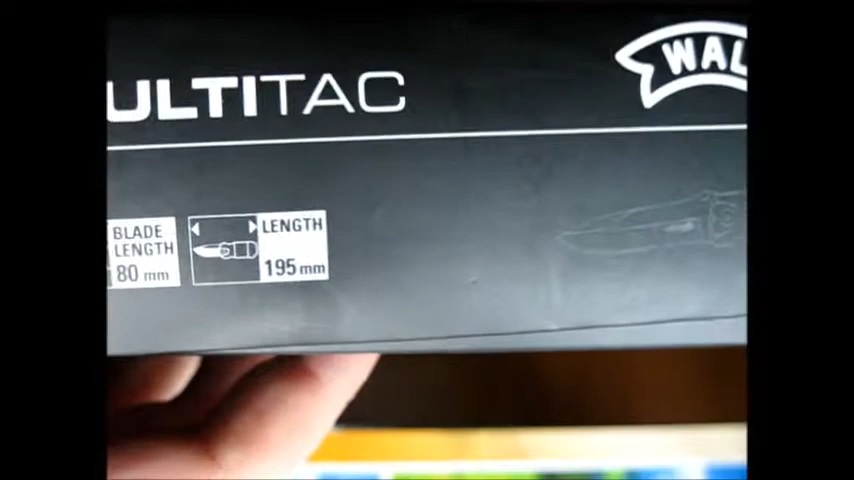 ULTITAC
WAL
BLADE
LENGTH
80 mm
LENGTH
195 mm